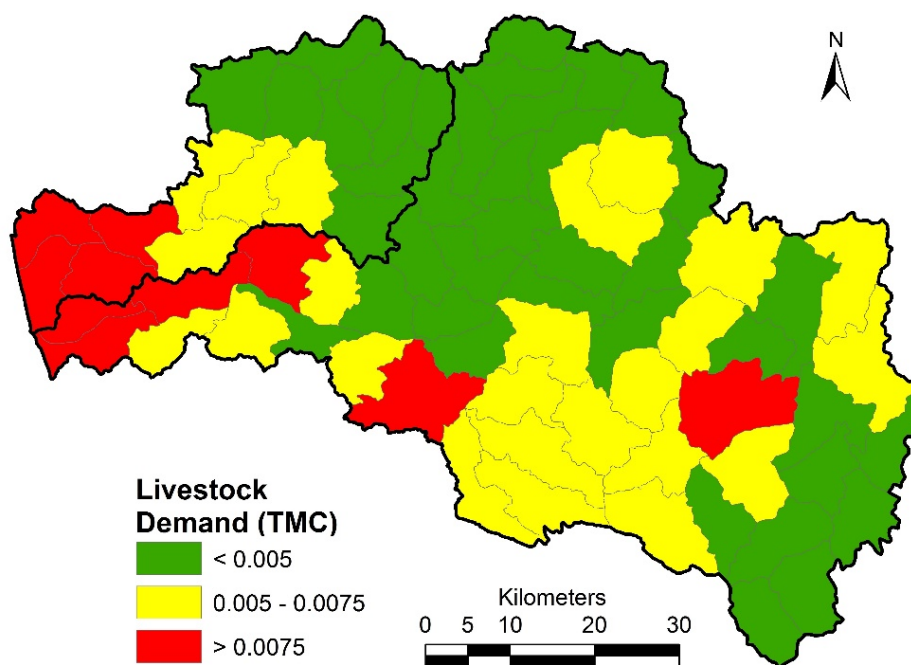 N
Livestock
Demand (TMC)
< 0.005
0.005 - 0.0075
> 0.0075
Kilometers
0 5 10 20 30